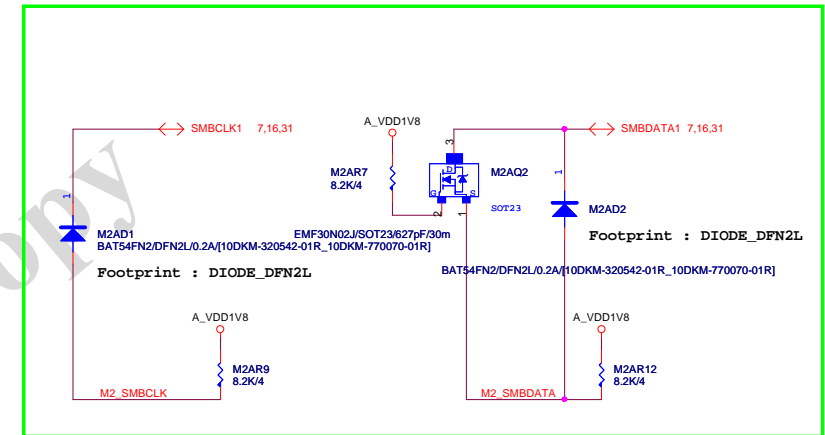 A_VDD1V8
SMBCLK1 7,16,31
SMBDATA1 7,16,31
3
M2AR7
8.2K/4
D
G
S
M2AQ2
SOT23
2
1
1
1
M2AD2
M2AD1
EMF30N02J/SOT23/627pF/30m
Footprint : DIODE_DFN2L
BAT54FN2/DFN2L/0.2A/[10DKM-320542-01R_10DKM-770070-01R]
Footprint : DIODE_DFN2L
BAT54FN2/DFN2L/0.2A/[10DKM-320542-01R_10DKM-770070-01R]
A_VDD1V8
A_VDD1V8
M2AR9
8.2K/4
M2AR12
8.2K/4
M2_SMBCLK
M2_SMBDATA
opy